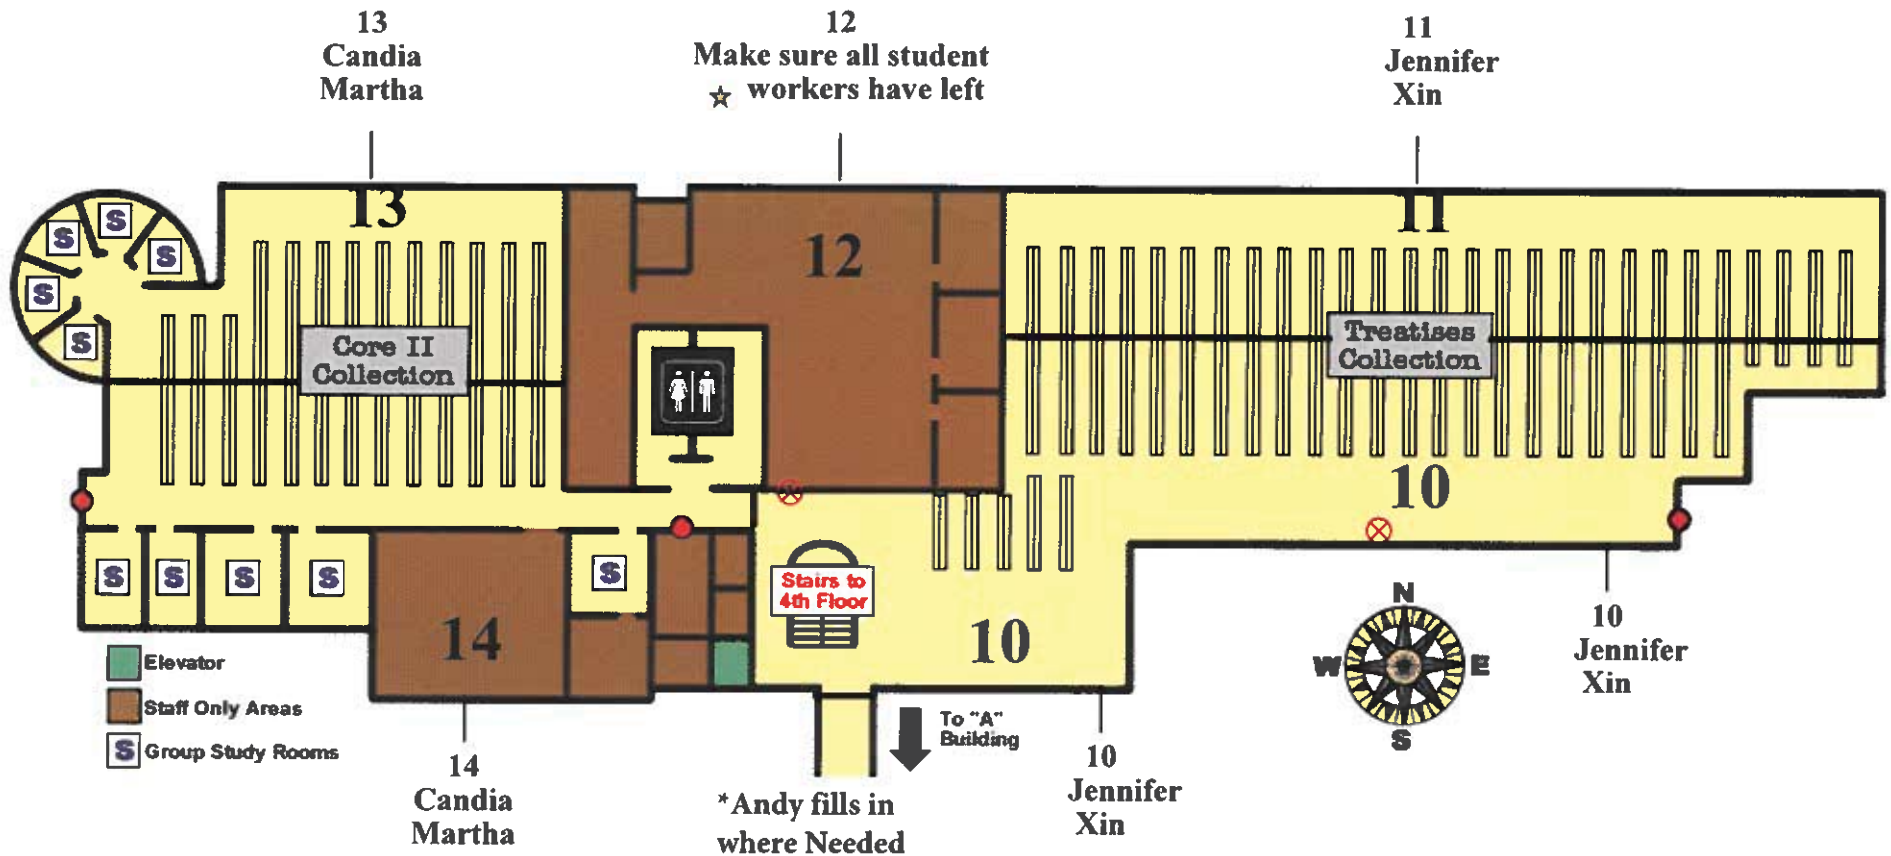 13
Candia
Martha
12
Make sure all student
workers have left
11
Jennifer
Xin
13
12
11
S
S
S
S
S
Core II
Collection
Treatises
Collection
10
S
S
S
S
S
Stairs to
4th Floor
14
10
Elevator
Staff Only Areas
S Group Study Rooms
N
W
E
S
10
Jennifer
Xin
To "A"
Building
14
Candia
Martha
*Andy fills in
where Needed
10
Jennifer
Xin